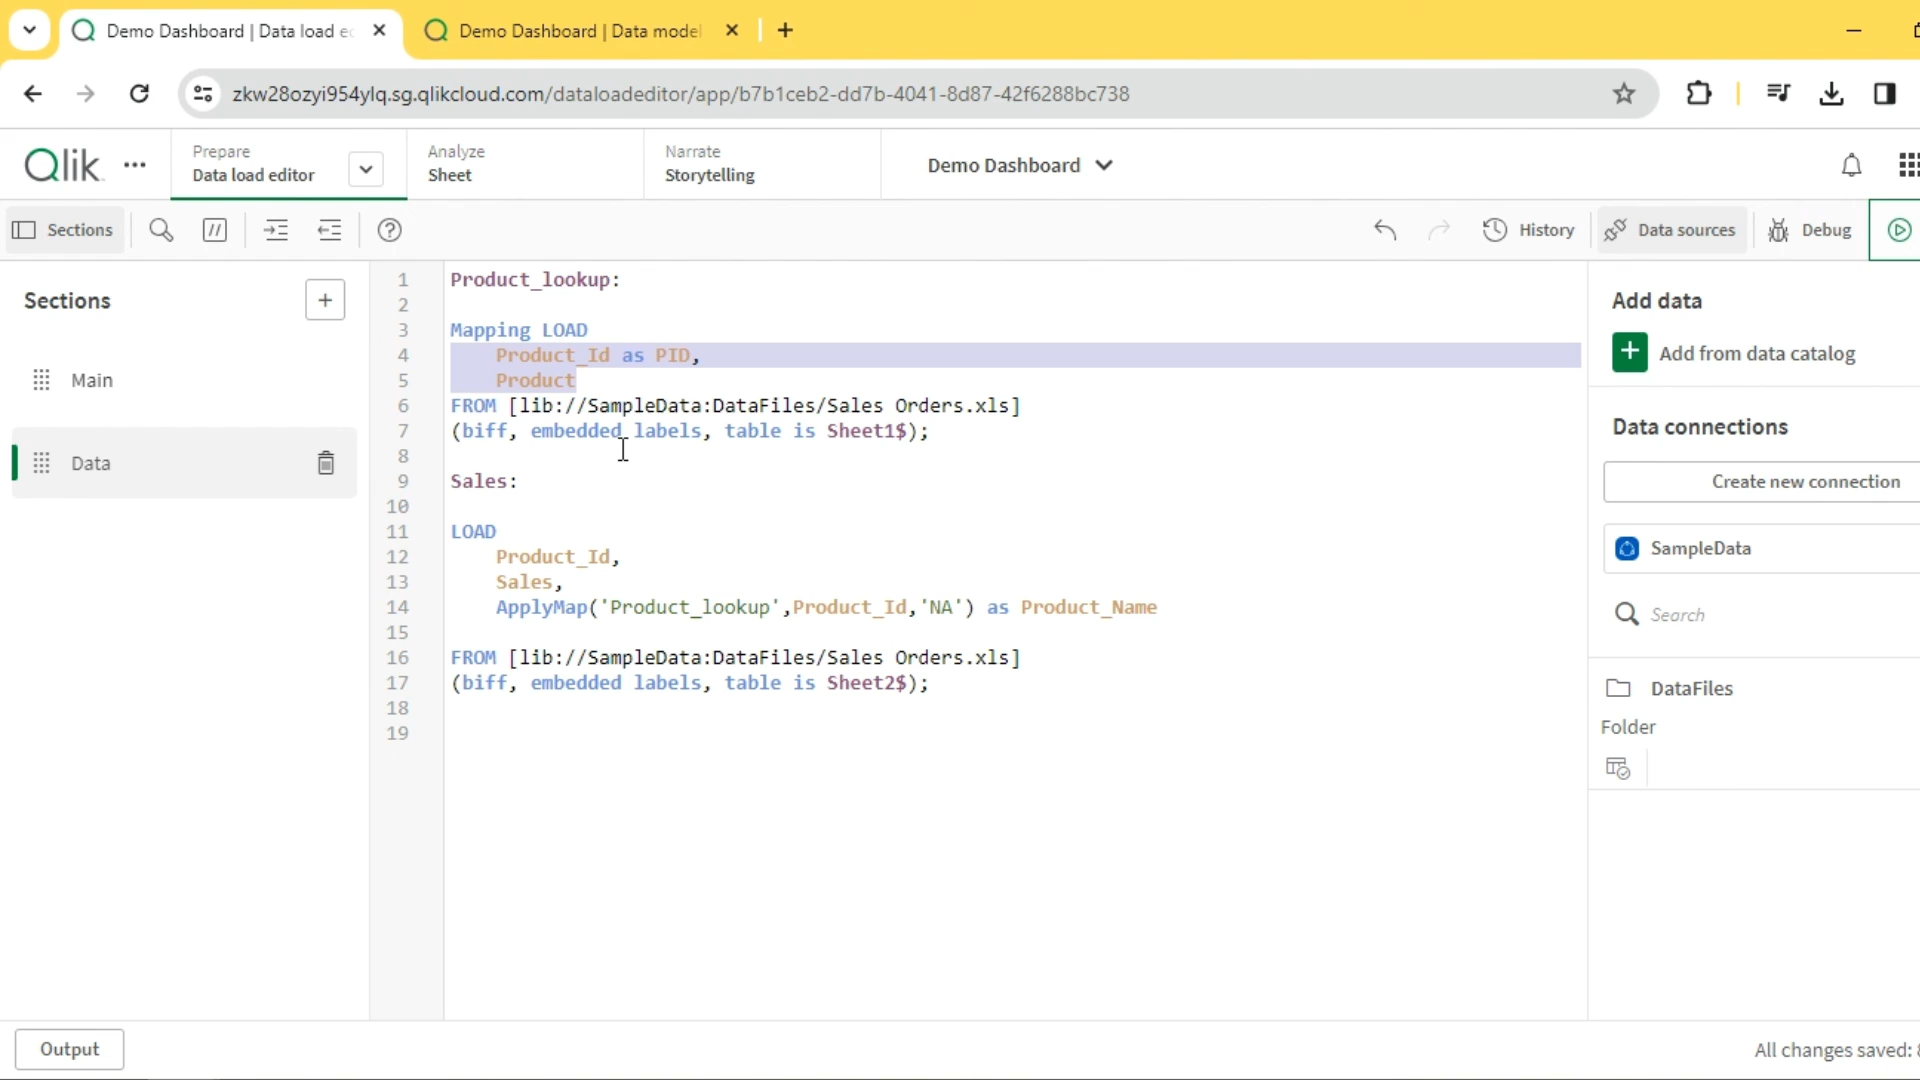 Demo Dashboard | Data load e
Demo Dashboard | Data model
zkw28ozyi954ylq.sg.qlikcloud.com/dataloadeditor/app/b7b1ceb2-dd7b-4041-8d87-42f6288bc738
Qlik
Prepare
Data load editor
Analyze
Sheet
Narrate
Storytelling
Demo Dashboard
Sections
History
Data sources
Debug
Sections
Main
Data
1 Product_lookup:
2
3 Mapping LOAD
4 Product_Id as PID,
5 Product
6 FROM [lib://SampleData:DataFiles/Sales Orders.xls]
7 (biff, embedded labels, table is Sheet1$);
8
9 Sales:
10
11 LOAD
12 Product_Id,
13 Sales,
14 ApplyMap('Product_lookup',Product_Id,'NA') as Product_Name
15
16 FROM [lib://SampleData:DataFiles/Sales Orders.xls]
17 (biff, embedded labels, table is Sheet2$);
18
19
Add data
Add from data catalog
Data connections
Create new connection
SampleData
Search
DataFiles
Folder
Output
All changes saved: